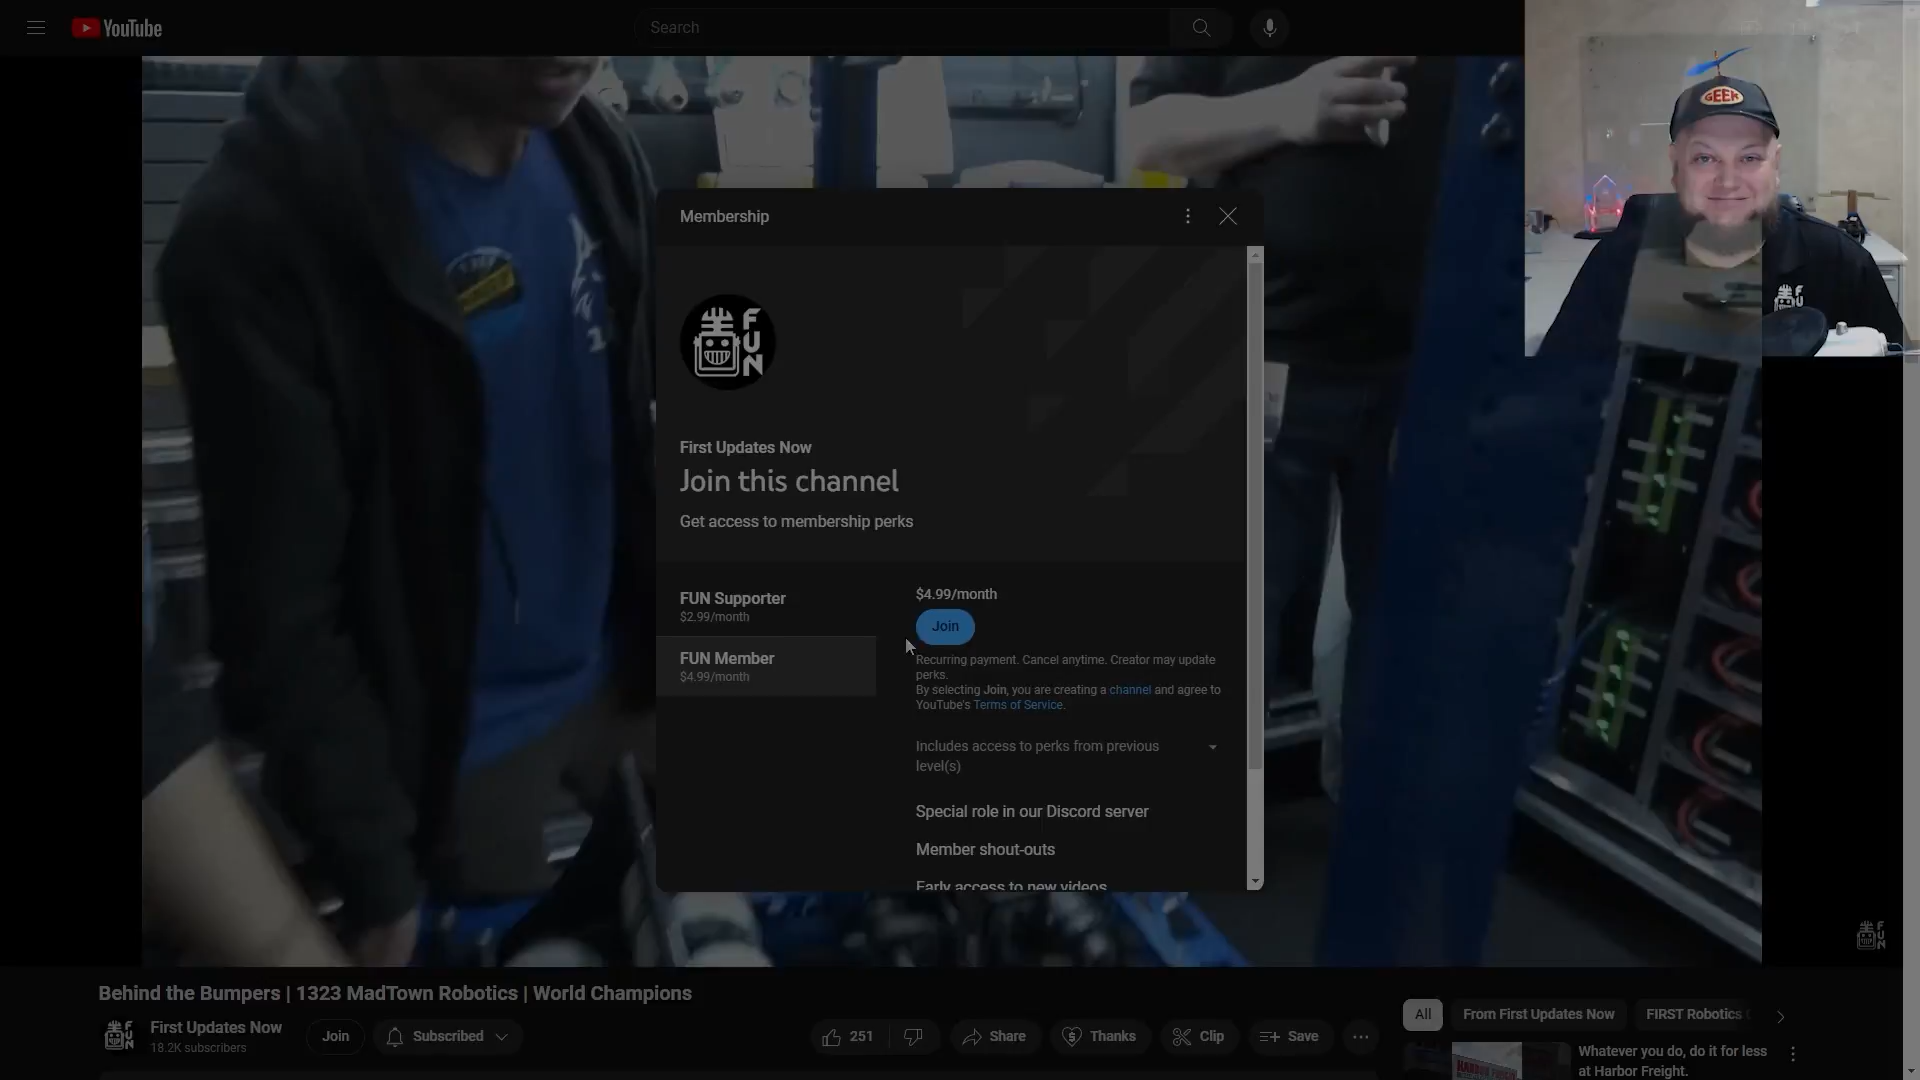 YouTube
Search
GEEK
FUN
Membership
FUN
First Updates Now
Join this channel
Get access to membership perks
FUN Supporter
$2.99/month
FUN Member
$4.99/month
$4.99/month
Join
Recurring payment. Cancel anytime. Creator may update
perks.
By selecting Join, you are creating a channel and agree to
YouTube's Terms of Service.
Includes access to perks from previous
level(s)
Special role in our Discord server
Member shout-outs
Early access to new videos
FUN
Behind the Bumpers | 1323 MadTown Robotics | World Champions
FUN
First Updates Now
18.2K subscribers
Join
Subscribed
251
Share
Thanks
Clip
Save
All
From First Updates Now
FIRST Robotics
Whatever you do, do it for less
at Harbor Freight.